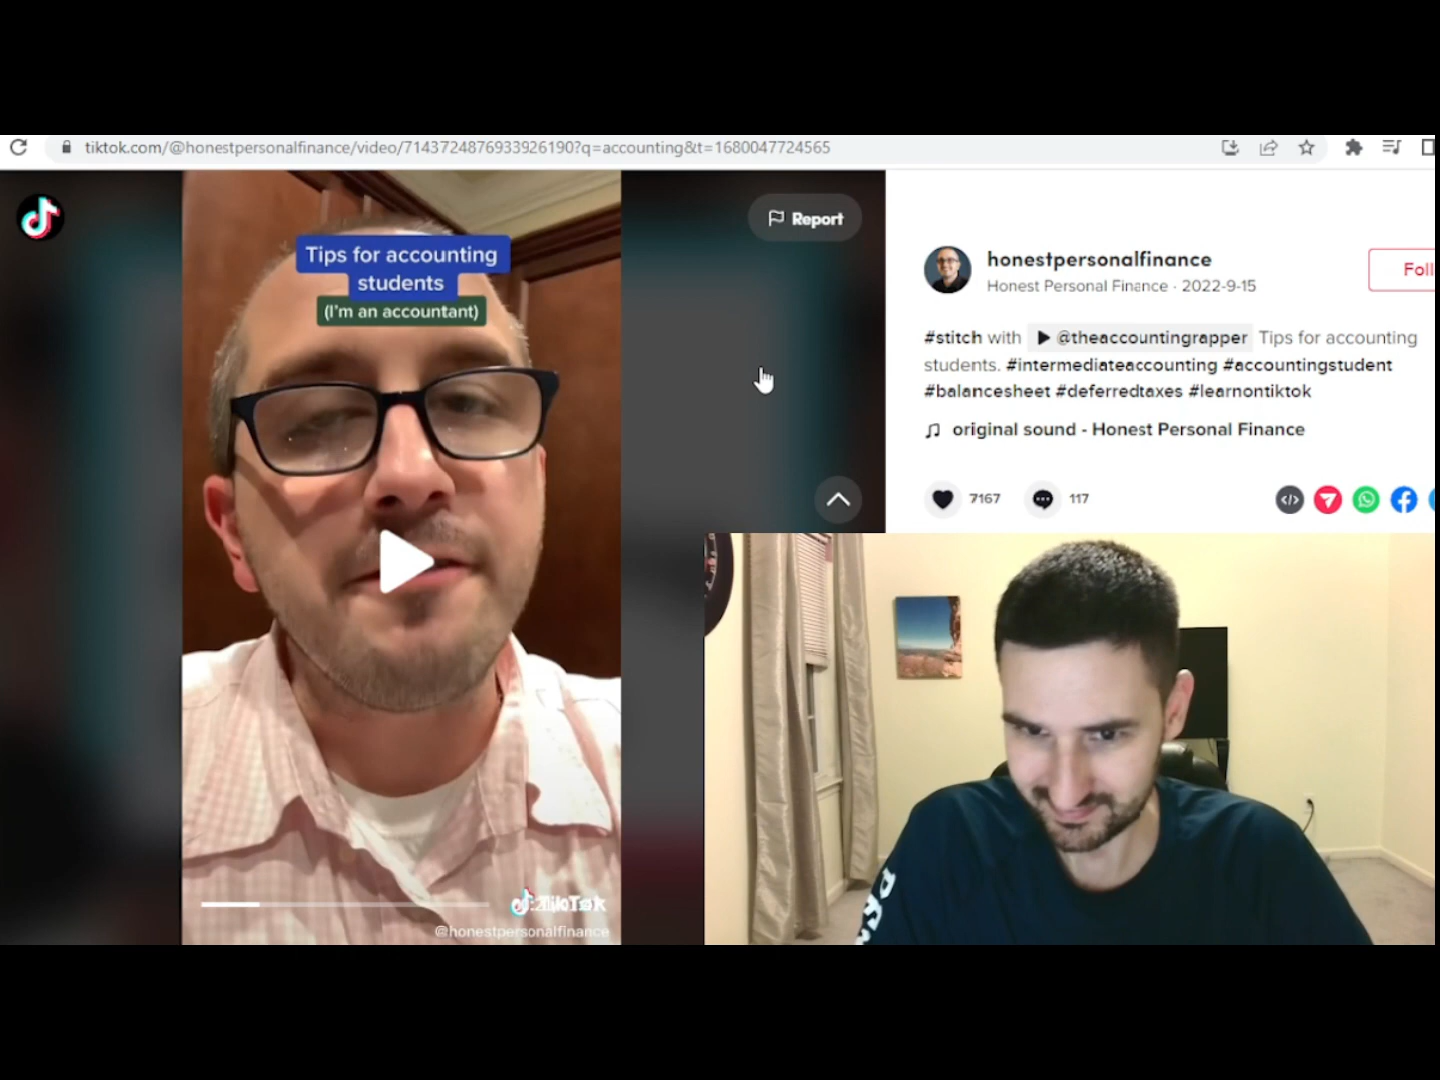 tiktok.com/@honestpersonalfinance/video/7143724876933926190?q=accounting&t=1680047724565
Tips for accounting
students
(I'm an accountant)
Report
honestpersonalfinance
Honest Personal Finance · 2022-9-15
#stitch with ▶ @theaccountingrapper Tips for accounting
students. #intermediateaccounting #accountingstudent
#balancesheet #deferredtaxes #learnontiktok
original sound - Honest Personal Finance
7167
117
TikTok
@honestpersonalfinance